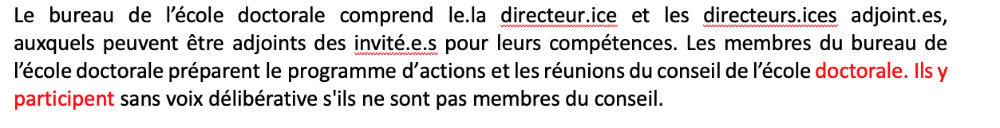 Le bureau de l’école doctorale comprend le.la directeur.ice et les directeurs.ices adjoint.es,
auxquels peuvent être adjoints des invité.e.s pour leurs compétences. Les membres du bureau de
l’école doctorale préparent le programme d’actions et les réunions du conseil de l’école doctorale. Ils y
participent sans voix délibérative s'ils ne sont pas membres du conseil.